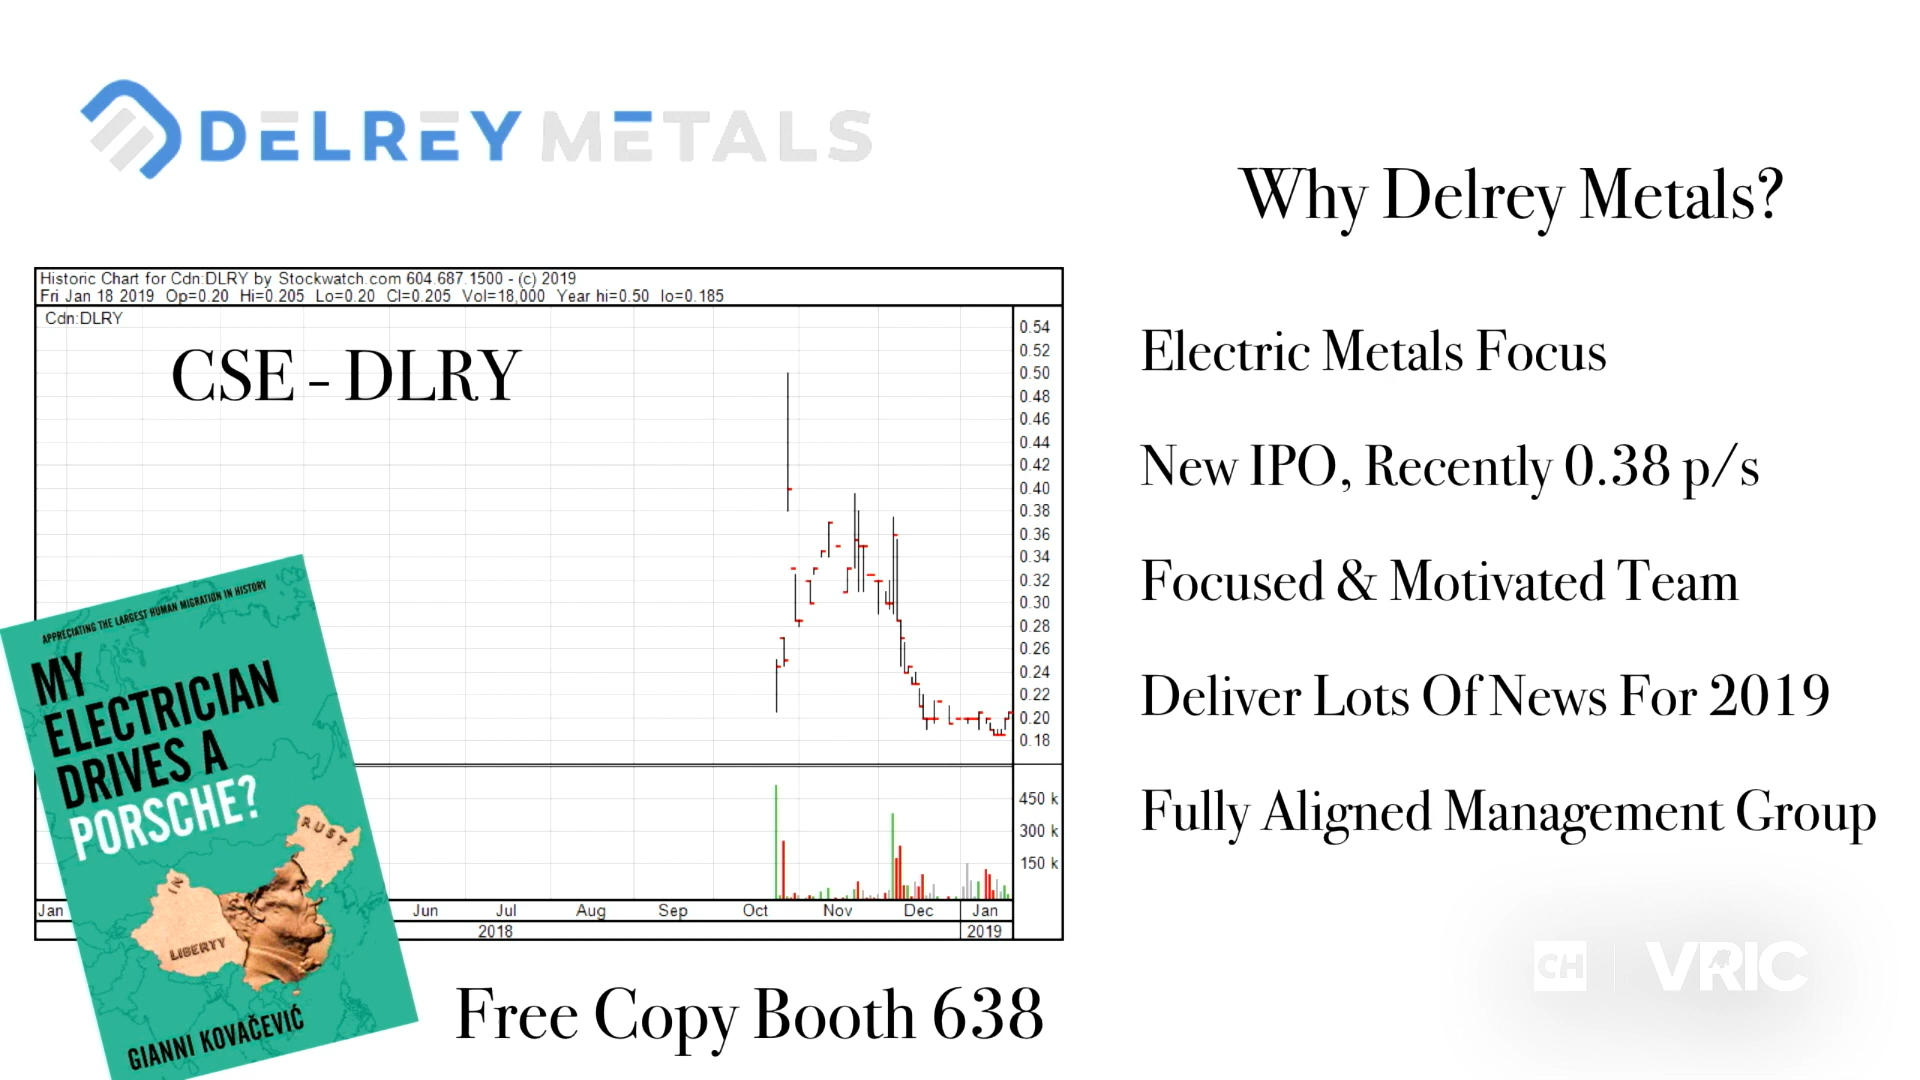 DELREY METALS
Why Delrey Metals?
Historic Chart for Cdn:DLRY by Stockwatch.com 604.687.1500 - (c) 2019
Fri Jan 18 2019 Op=0.20 Hi=0.205 Lo=0.20 Cl=0.205 Vol=18,000 Year hi=0.50 lo=0.185
Cdn:DLRY
CSE - DLRY
0.54
0.52
0.50
0.48
0.46
0.44
0.42
0.40
0.38
0.36
0.34
0.32
0.30
0.28
0.26
0.24
0.22
0.20
0.18
450 k
300 k
150 k
Jan Jun Jul Aug Sep Oct Nov Dec Jan
2018 2019
Electric Metals Focus
New IPO, Recently 0.38 p/s
Focused & Motivated Team
Deliver Lots Of News For 2019
Fully Aligned Management Group
APPRECIATING THE LARGEST HUMAN MIGRATION IN HISTORY
MY
ELECTRICIAN
DRIVES A
PORSCHE?
IN
RUST
LIBERTY
GIANNI KOVAČEVIĆ
Free Copy Booth 638
CH VRIC